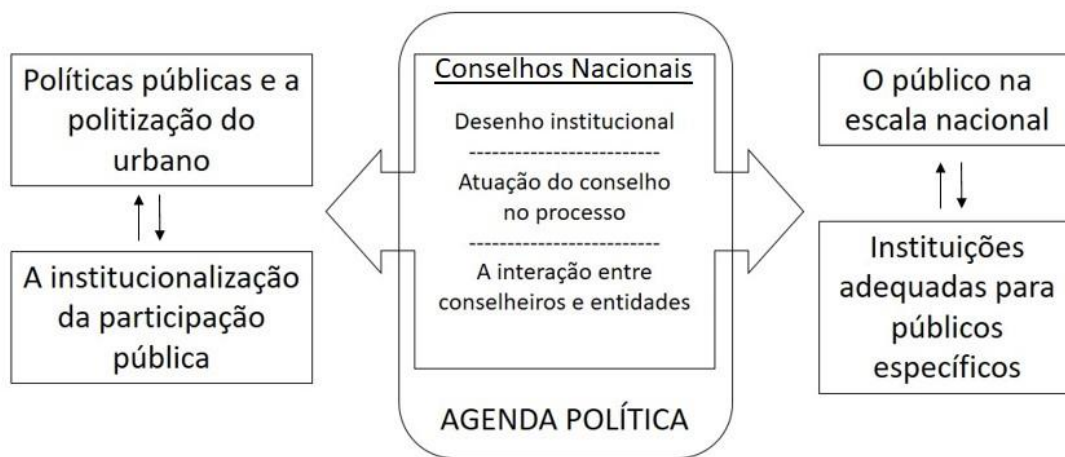 Políticas públicas e a
politização do
urbano
A institucionalização
da participação
pública
Conselhos Nacionais
Desenho institucional
--------------------------
Atuação do conselho
no processo
--------------------------
A interação entre
conselheiros e entidades
AGENDA POLÍTICA
O público na
escala nacional
Instituições
adequadas para
públicos
específicos